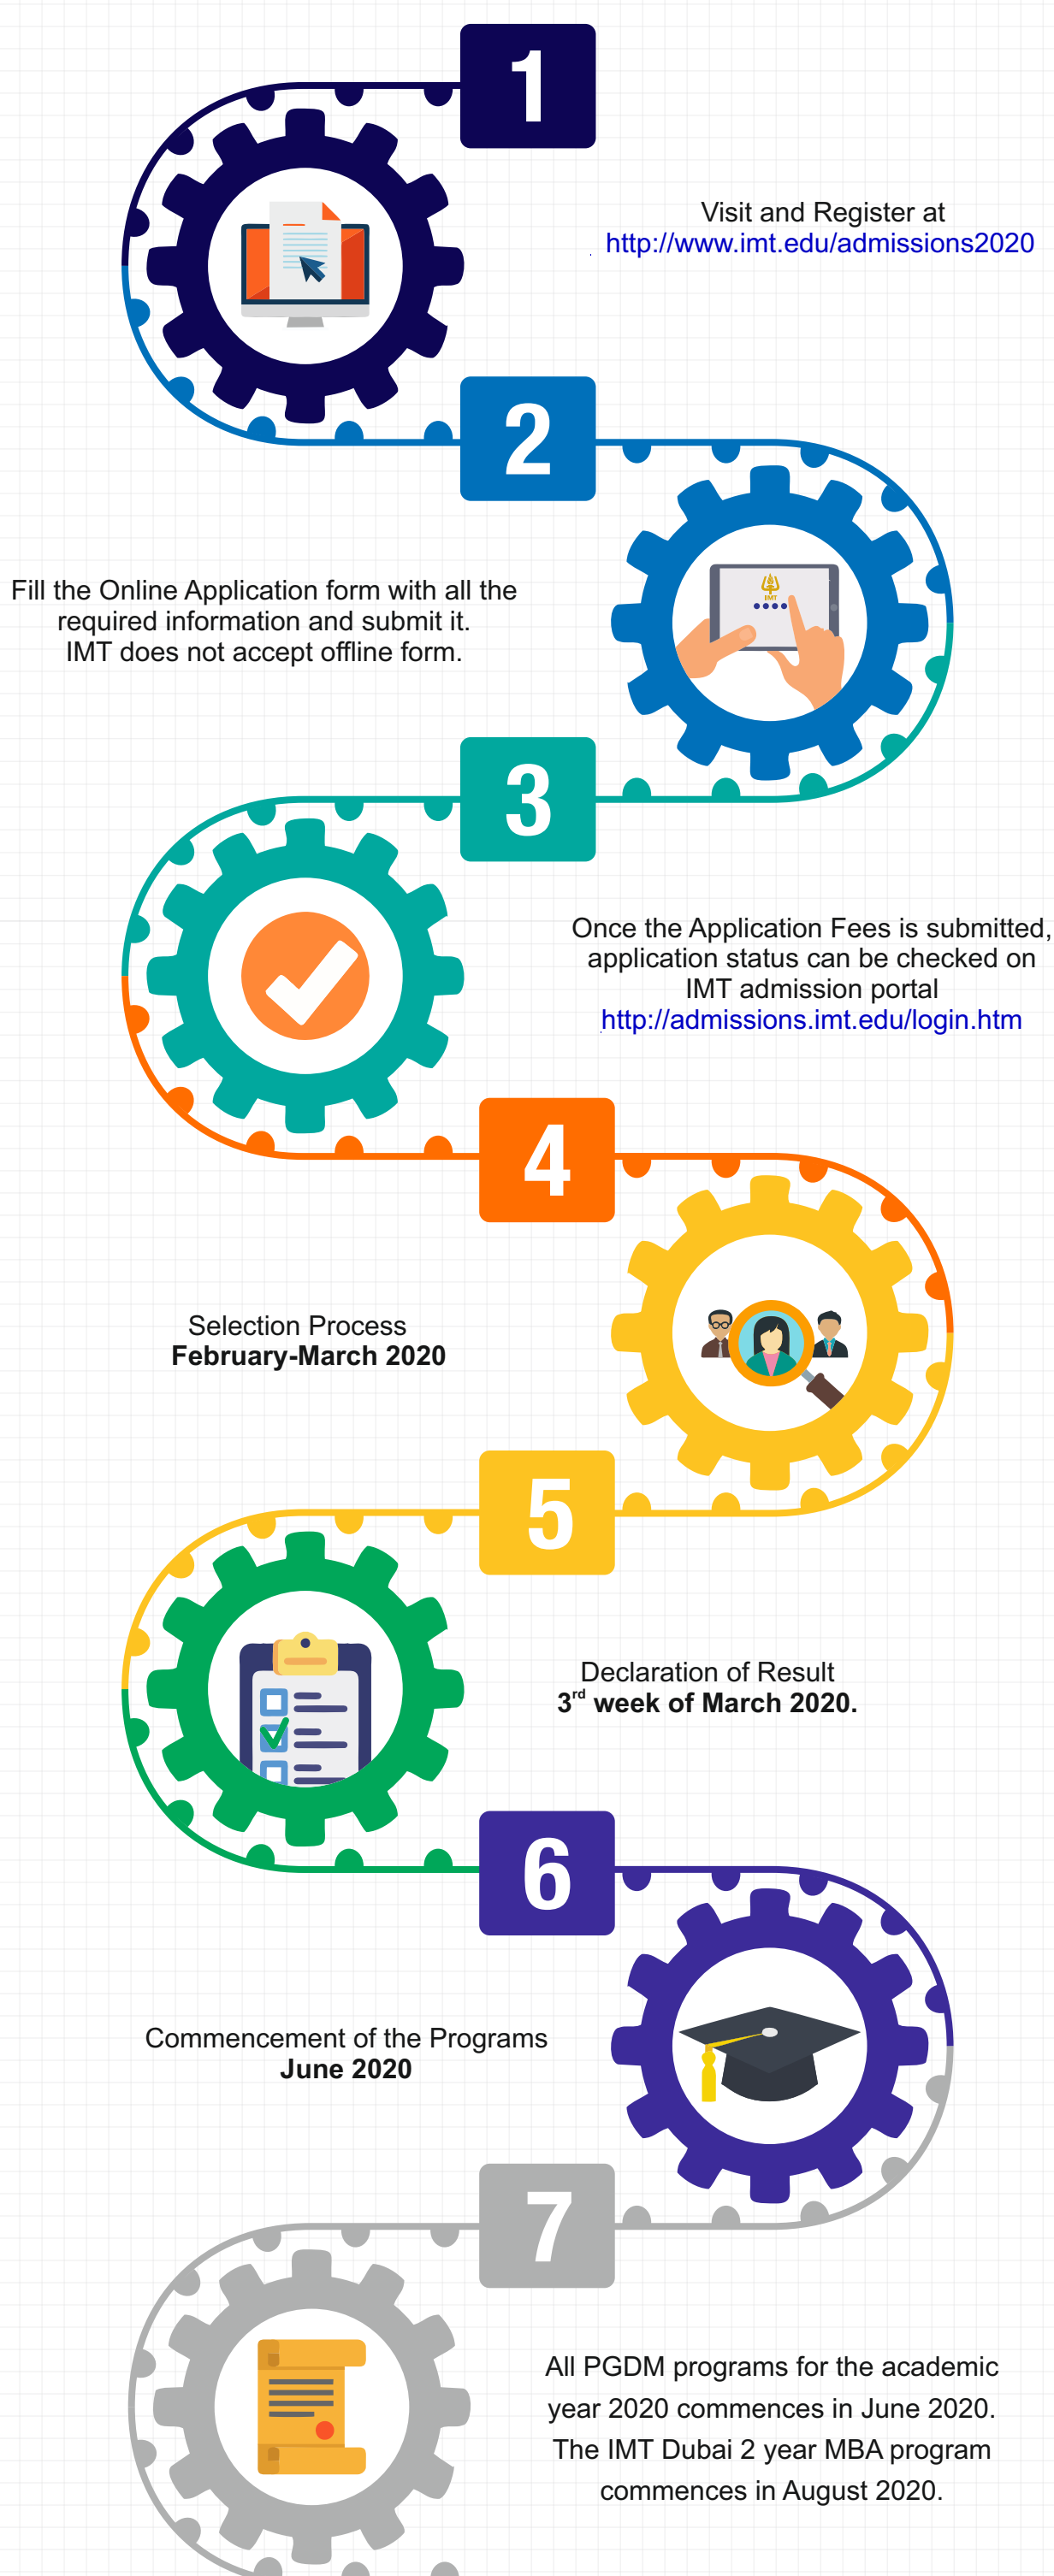 1
Visit and Register at
http://www.imt.edu/admissions2020
2
Fill the Online Application form with all the
required information and submit it.
IMT does not accept offline form.
IMT
3
Once the Application Fees is submitted,
application status can be checked on
IMT admission portal
http://admissions.imt.edu/login.htm
4
Selection Process
February-March 2020
5
Declaration of Result
3rd week of March 2020.
6
Commencement of the Programs
June 2020
7
All PGDM programs for the academic
year 2020 commences in June 2020.
The IMT Dubai 2 year MBA program
commences in August 2020.